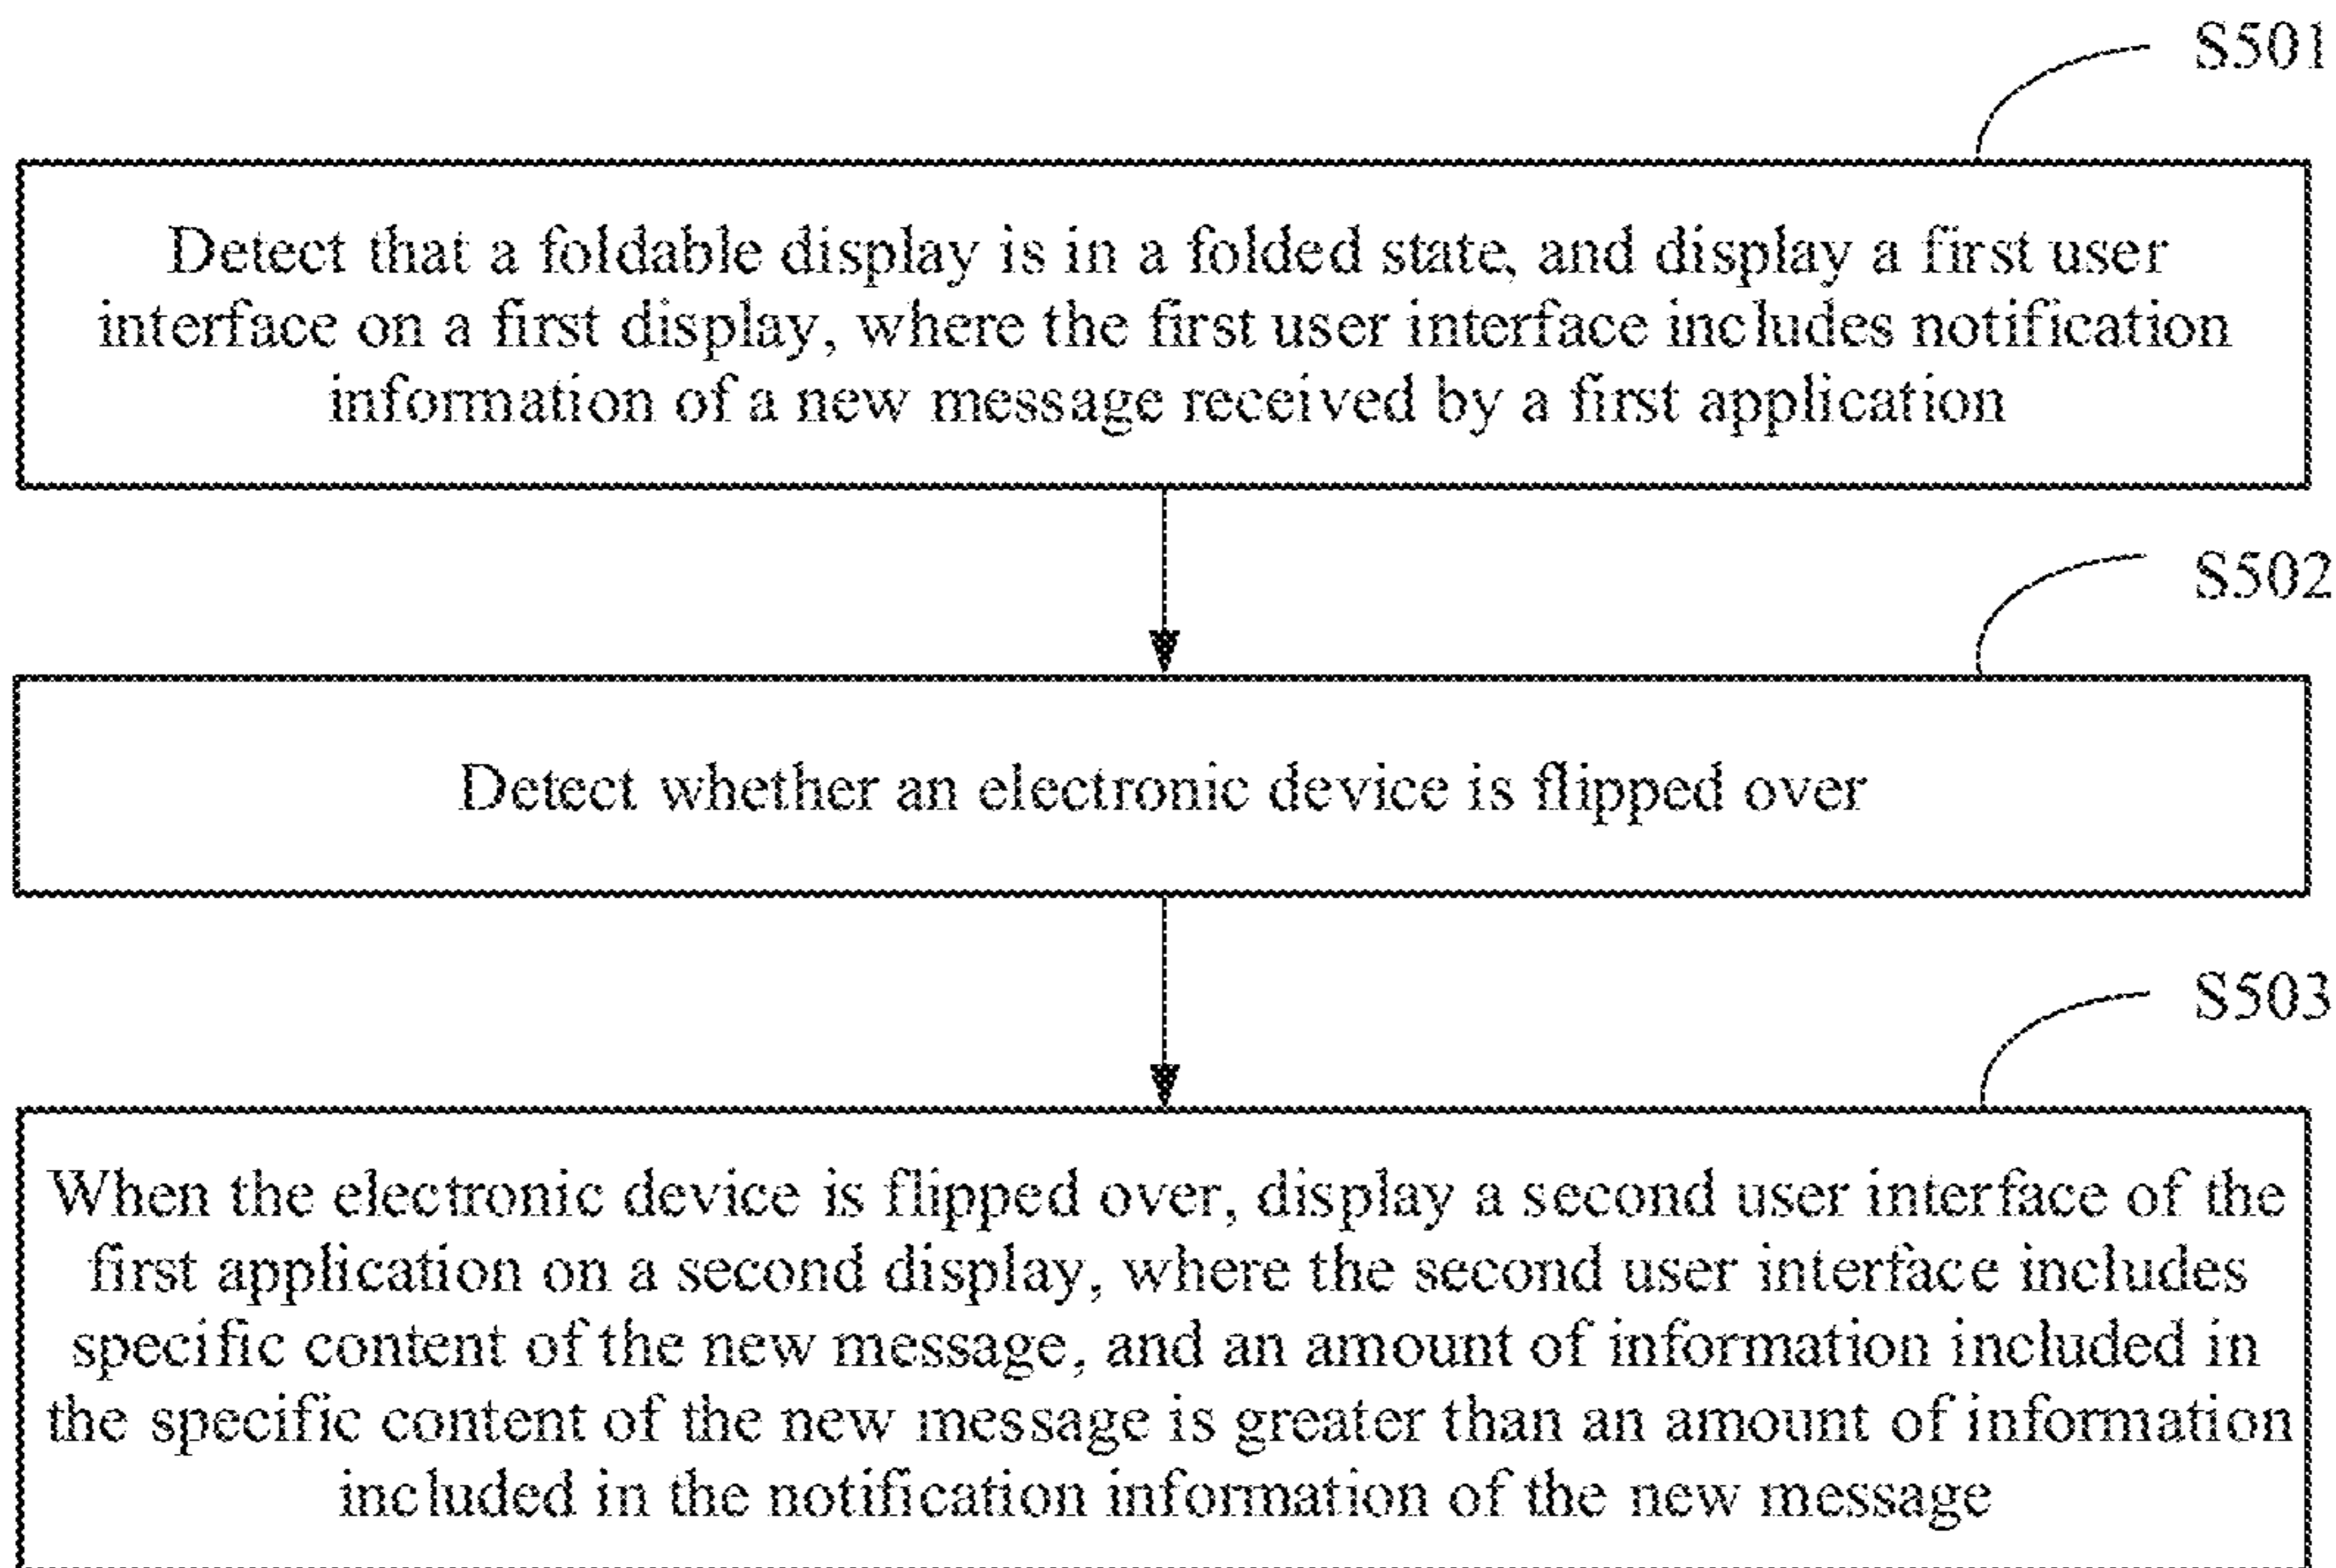 S501
Detect that a foldable display is in a folded state, and display a first user
interface on a first display, where the first user interface includes notification
information of a new message received by a first application
S502
Detect whether an electronic device is flipped over
S503
When the electronic device is flipped over, display a second user interface of the
first application on a second display, where the second user interface includes
specific content of the new message, and an amount of information included in
the specific content of the new message is greater than an amount of information
included in the notification information of the new message